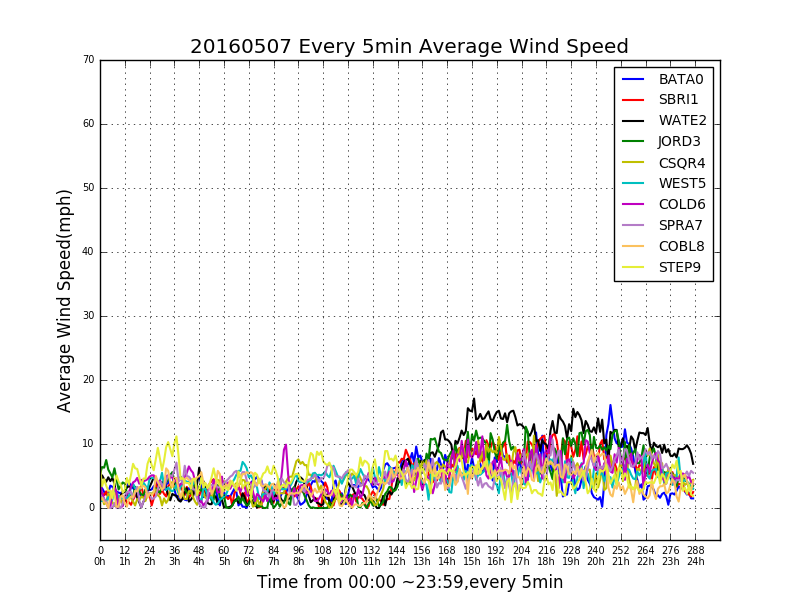 20160507 Every 5min Average Wind Speed
70
60
50
40
30
20
10
0
Average Wind Speed(mph)
BATA0
SBRI1
WATE2
JORD3
CSQR4
WEST5
COLD6
SPRA7
COBL8
STEP9
0 12 24 36 48 60 72 84 96 108 120 132 144 156 168 180 192 204 216 228 240 252 264 276 288
0h 1h 2h 3h 4h 5h 6h 7h 8h 9h 10h 11h 12h 13h 14h 15h 16h 17h 18h 19h 20h 21h 22h 23h 24h
Time from 00:00 ~23:59,every 5min